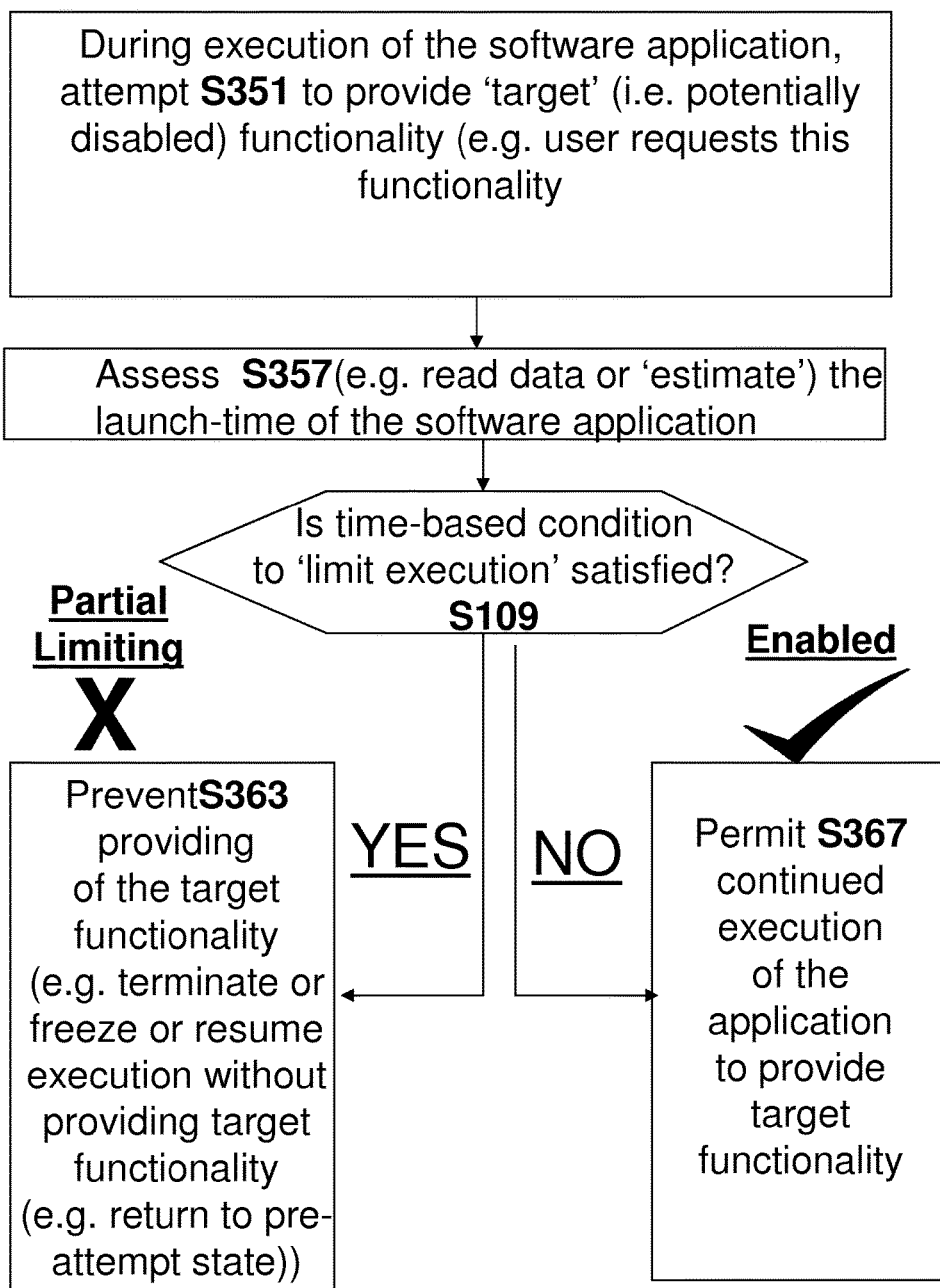 During execution of the software application,
attempt S351 to provide ‘target’ (i.e. potentially
disabled) functionality (e.g. user requests this
functionality
Assess S357(e.g. read data or ‘estimate’) the
launch-time of the software application
Is time-based condition
to ‘limit execution’ satisfied?
S109
Partial
Limiting
X
Enabled
YES
NO
PreventS363
providing
of the target
functionality
(e.g. terminate or
freeze or resume
execution without
providing target
functionality
(e.g. return to pre-
attempt state))
Permit S367
continued
execution
of the
application
to provide
target
functionality